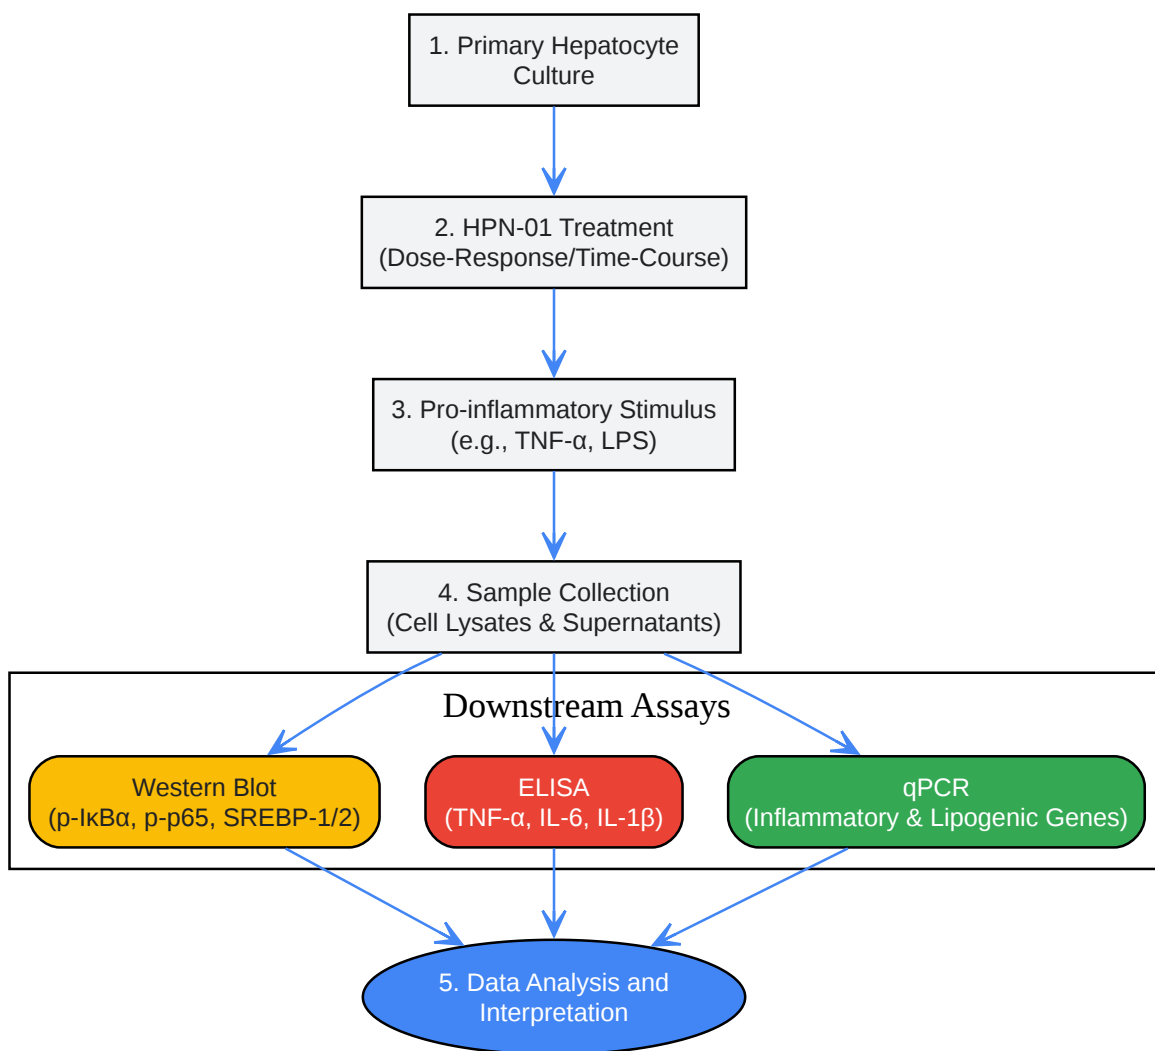 1. Primary Hepatocyte
Culture
2. HPN-01 Treatment
(Dose-Response/Time-Course)
3. Pro-inflammatory Stimulus
(e.g., TNF-α, LPS)
4. Sample Collection
(Cell Lysates & Supernatants)
Downstream Assays
Western Blot
(p-IκBα, p-p65, SREBP-1/2)
ELISA
(TNF-α, IL-6, IL-1β)
qPCR
(Inflammatory & Lipogenic Genes)
5. Data Analysis and
Interpretation